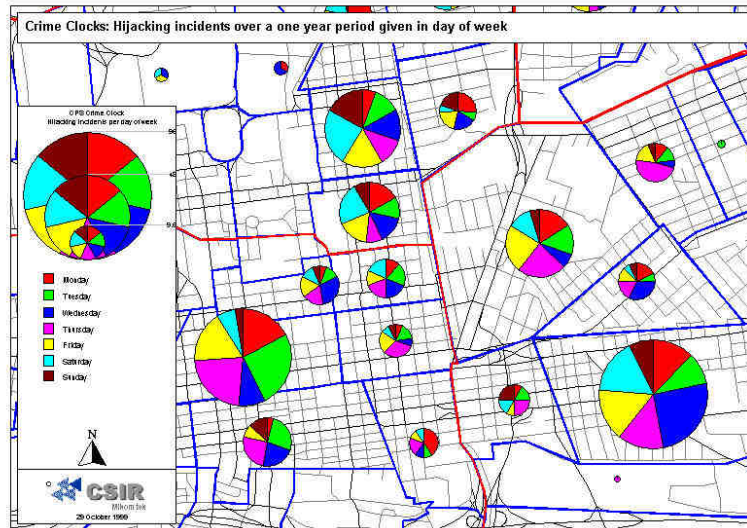 Crime Clocks: Hijacking incidents over a one year period given in day of week
CPS Crime Clock
Hijacking incidents per day of week
Monday
Tuesday
Wednesday
Thursday
Friday
Saturday
Sunday
N
CSIR
29 October 1999